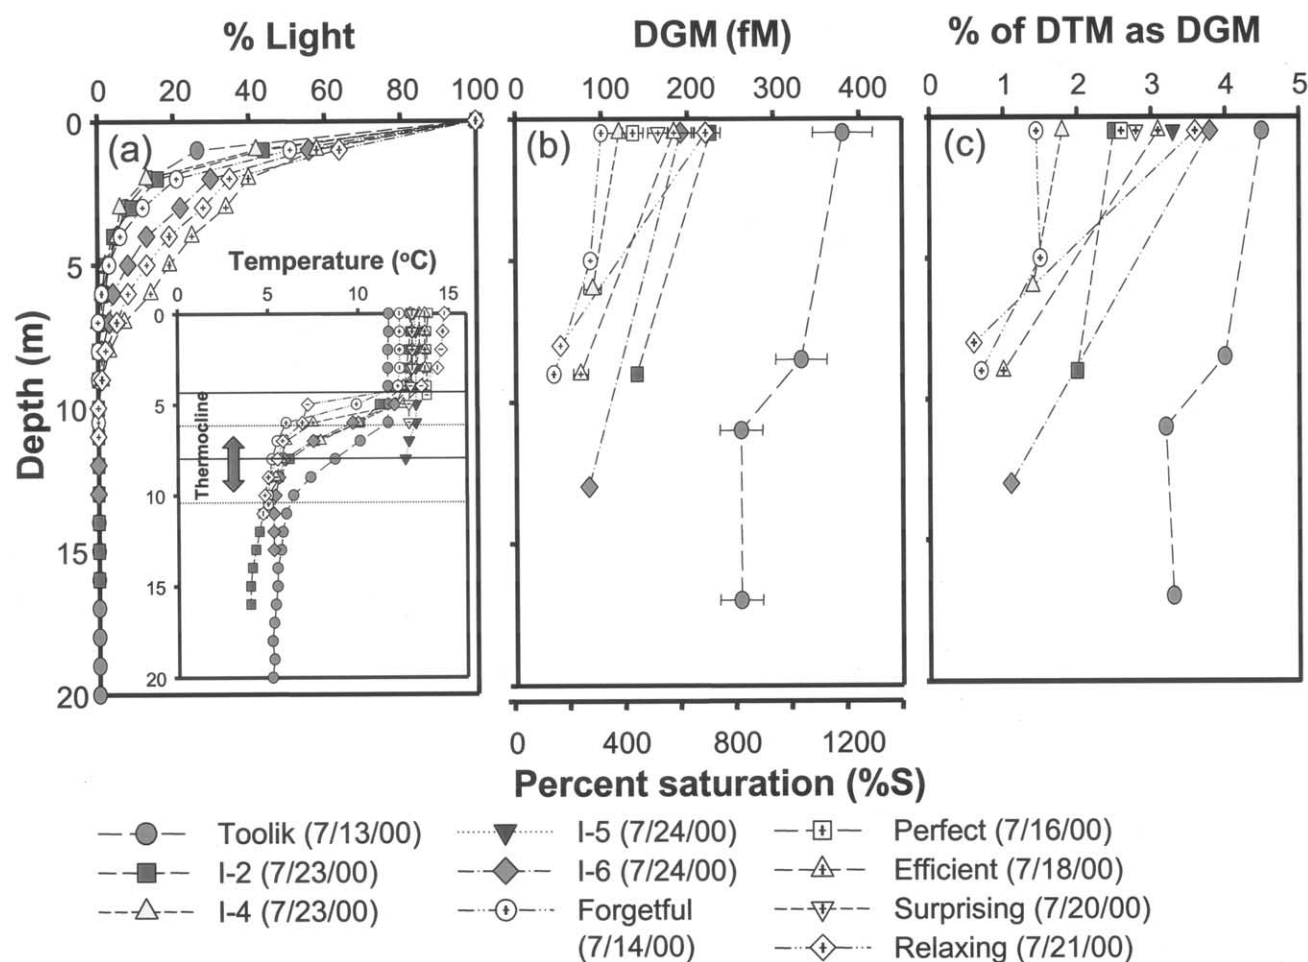 % Light
DGM (fM)
% of DTM as DGM
0 20 40 60 80 100
0 100 200 300 400
0 1 2 3 4 5
0
5
10
15
20
Depth (m)
(a)
(b)
(c)
Temperature (°C)
0 5 10 15
0
5
10
15
20
Thermocline
0 400 800 1200
Percent saturation (%S)
Toolik (7/13/00)
I-2 (7/23/00)
I-4 (7/23/00)
I-5 (7/24/00)
I-6 (7/24/00)
Forgetful
(7/14/00)
Perfect (7/16/00)
Efficient (7/18/00)
Surprising (7/20/00)
Relaxing (7/21/00)